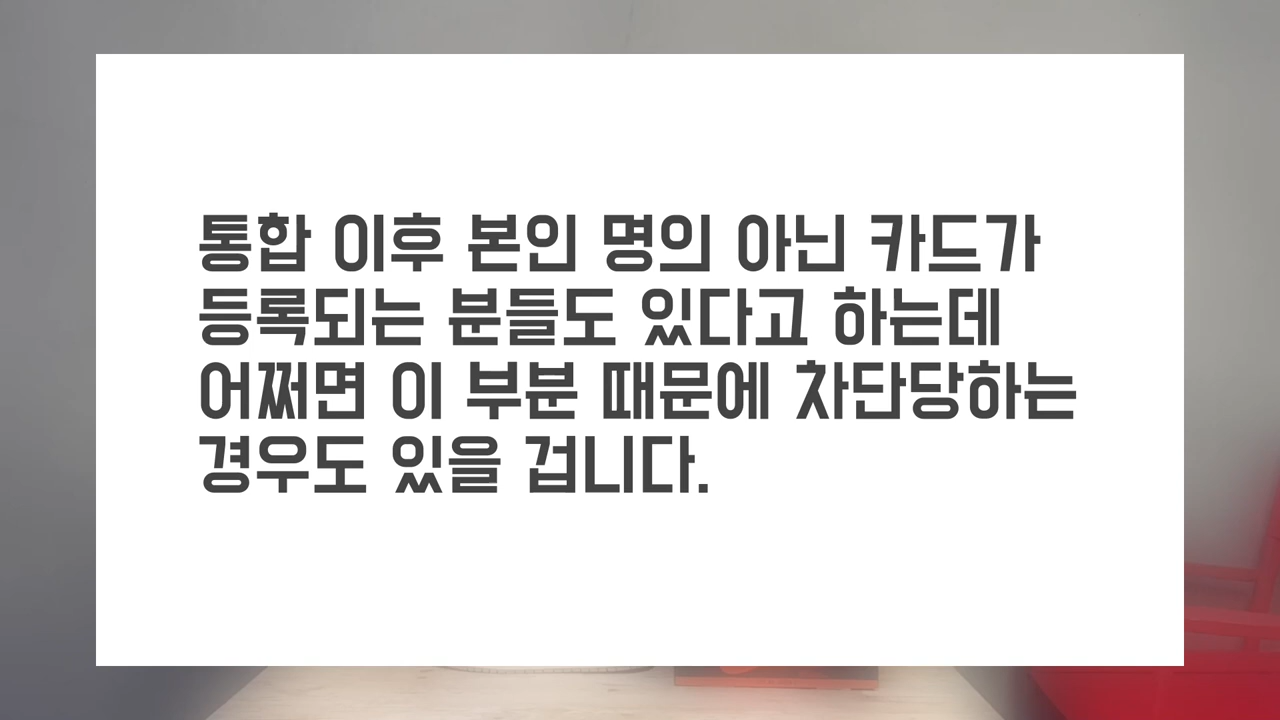 통합 이후 본인 명의 아닌 카드가
등록되는 분들도 있다고 하는데
어쩌면 이 부분 때문에 차단당하는
경우도 있을 겁니다.